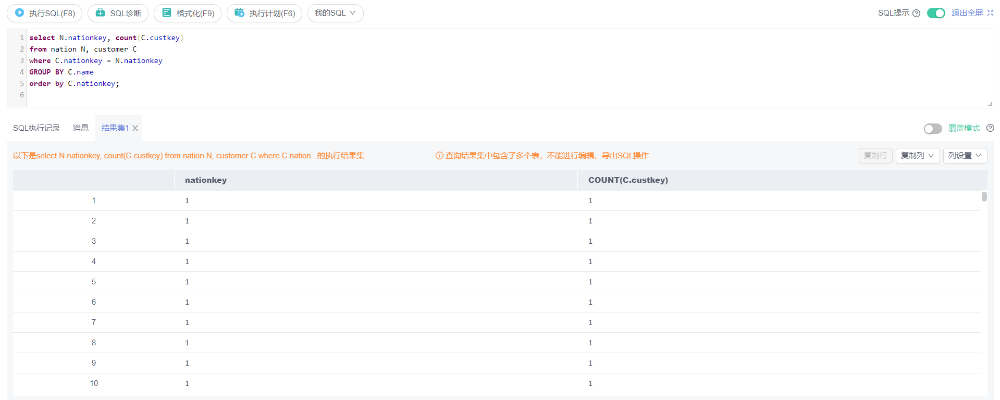 执行SQL(F8) SQL诊断 格式化(F9) 执行计划(F6) 我的SQL SQL提示 退出全屏
1 select N.nationkey, count(C.custkey)
2 from nation N, customer C
3 where C.nationkey = N.nationkey
4 GROUP BY C.name
5 order by C.nationkey;
6
SQL执行记录 消息 结果集1 覆盖模式
以下是select N.nationkey, count(C.custkey) from nation N, customer C where C.nation...的执行结果集 查询结果集中包含了多个表，不能进行编辑、导出SQL操作 复制行 复制列 列设置
nationkey COUNT(C.custkey)
1 1 1
2 1 1
3 1 1
4 1 1
5 1 1
6 1 1
7 1 1
8 1 1
9 1 1
10 1 1